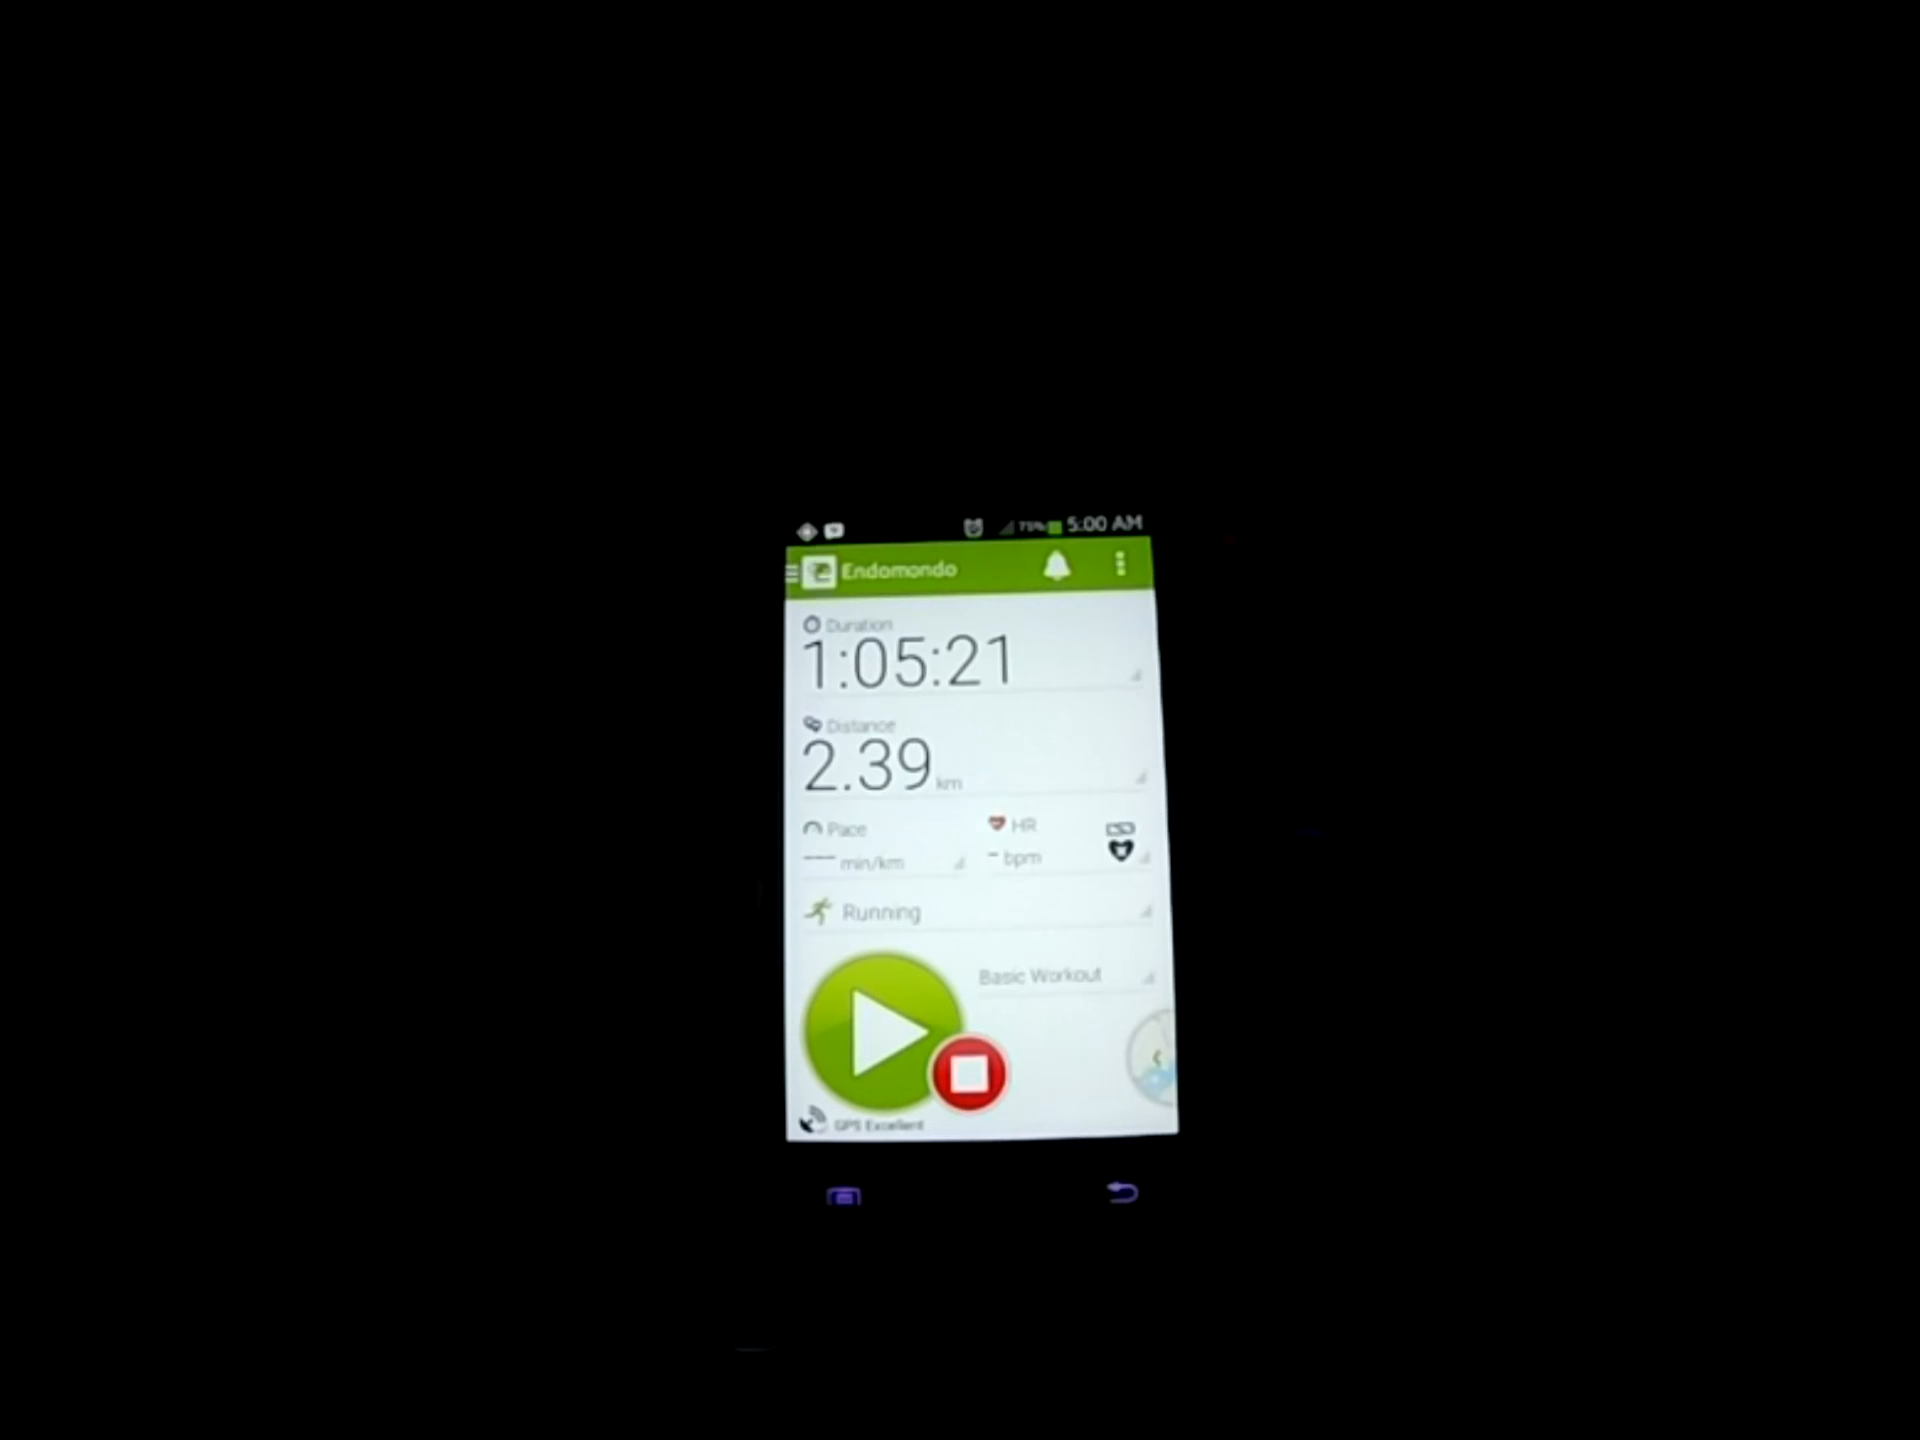 75% 5:00 AM
Endomondo
Duration
1:05:21
Distance
2.39 km
Pace
HR
--- min/km
- bpm
Running
Basic Workout
GPS Excellent